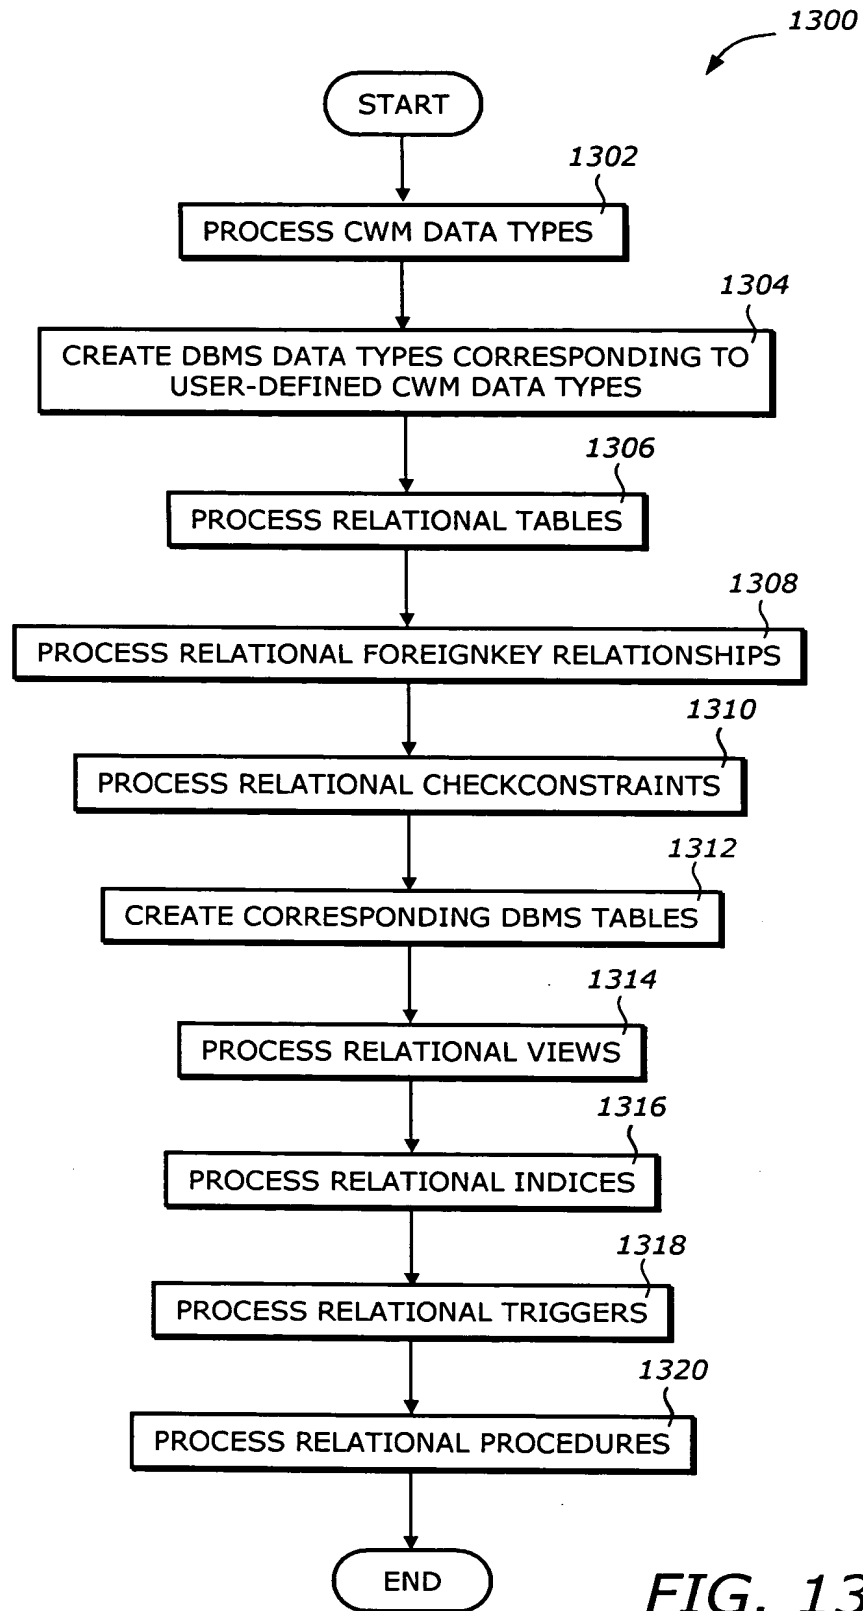 1300
START
1302
PROCESS CWM DATA TYPES
1304
CREATE DBMS DATA TYPES CORRESPONDING TO
USER-DEFINED CWM DATA TYPES
1306
PROCESS RELATIONAL TABLES
1308
PROCESS RELATIONAL FOREIGNKEY RELATIONSHIPS
1310
PROCESS RELATIONAL CHECKCONSTRAINTS
1312
CREATE CORRESPONDING DBMS TABLES
1314
PROCESS RELATIONAL VIEWS
1316
PROCESS RELATIONAL INDICES
1318
PROCESS RELATIONAL TRIGGERS
1320
PROCESS RELATIONAL PROCEDURES
END
FIG. 13